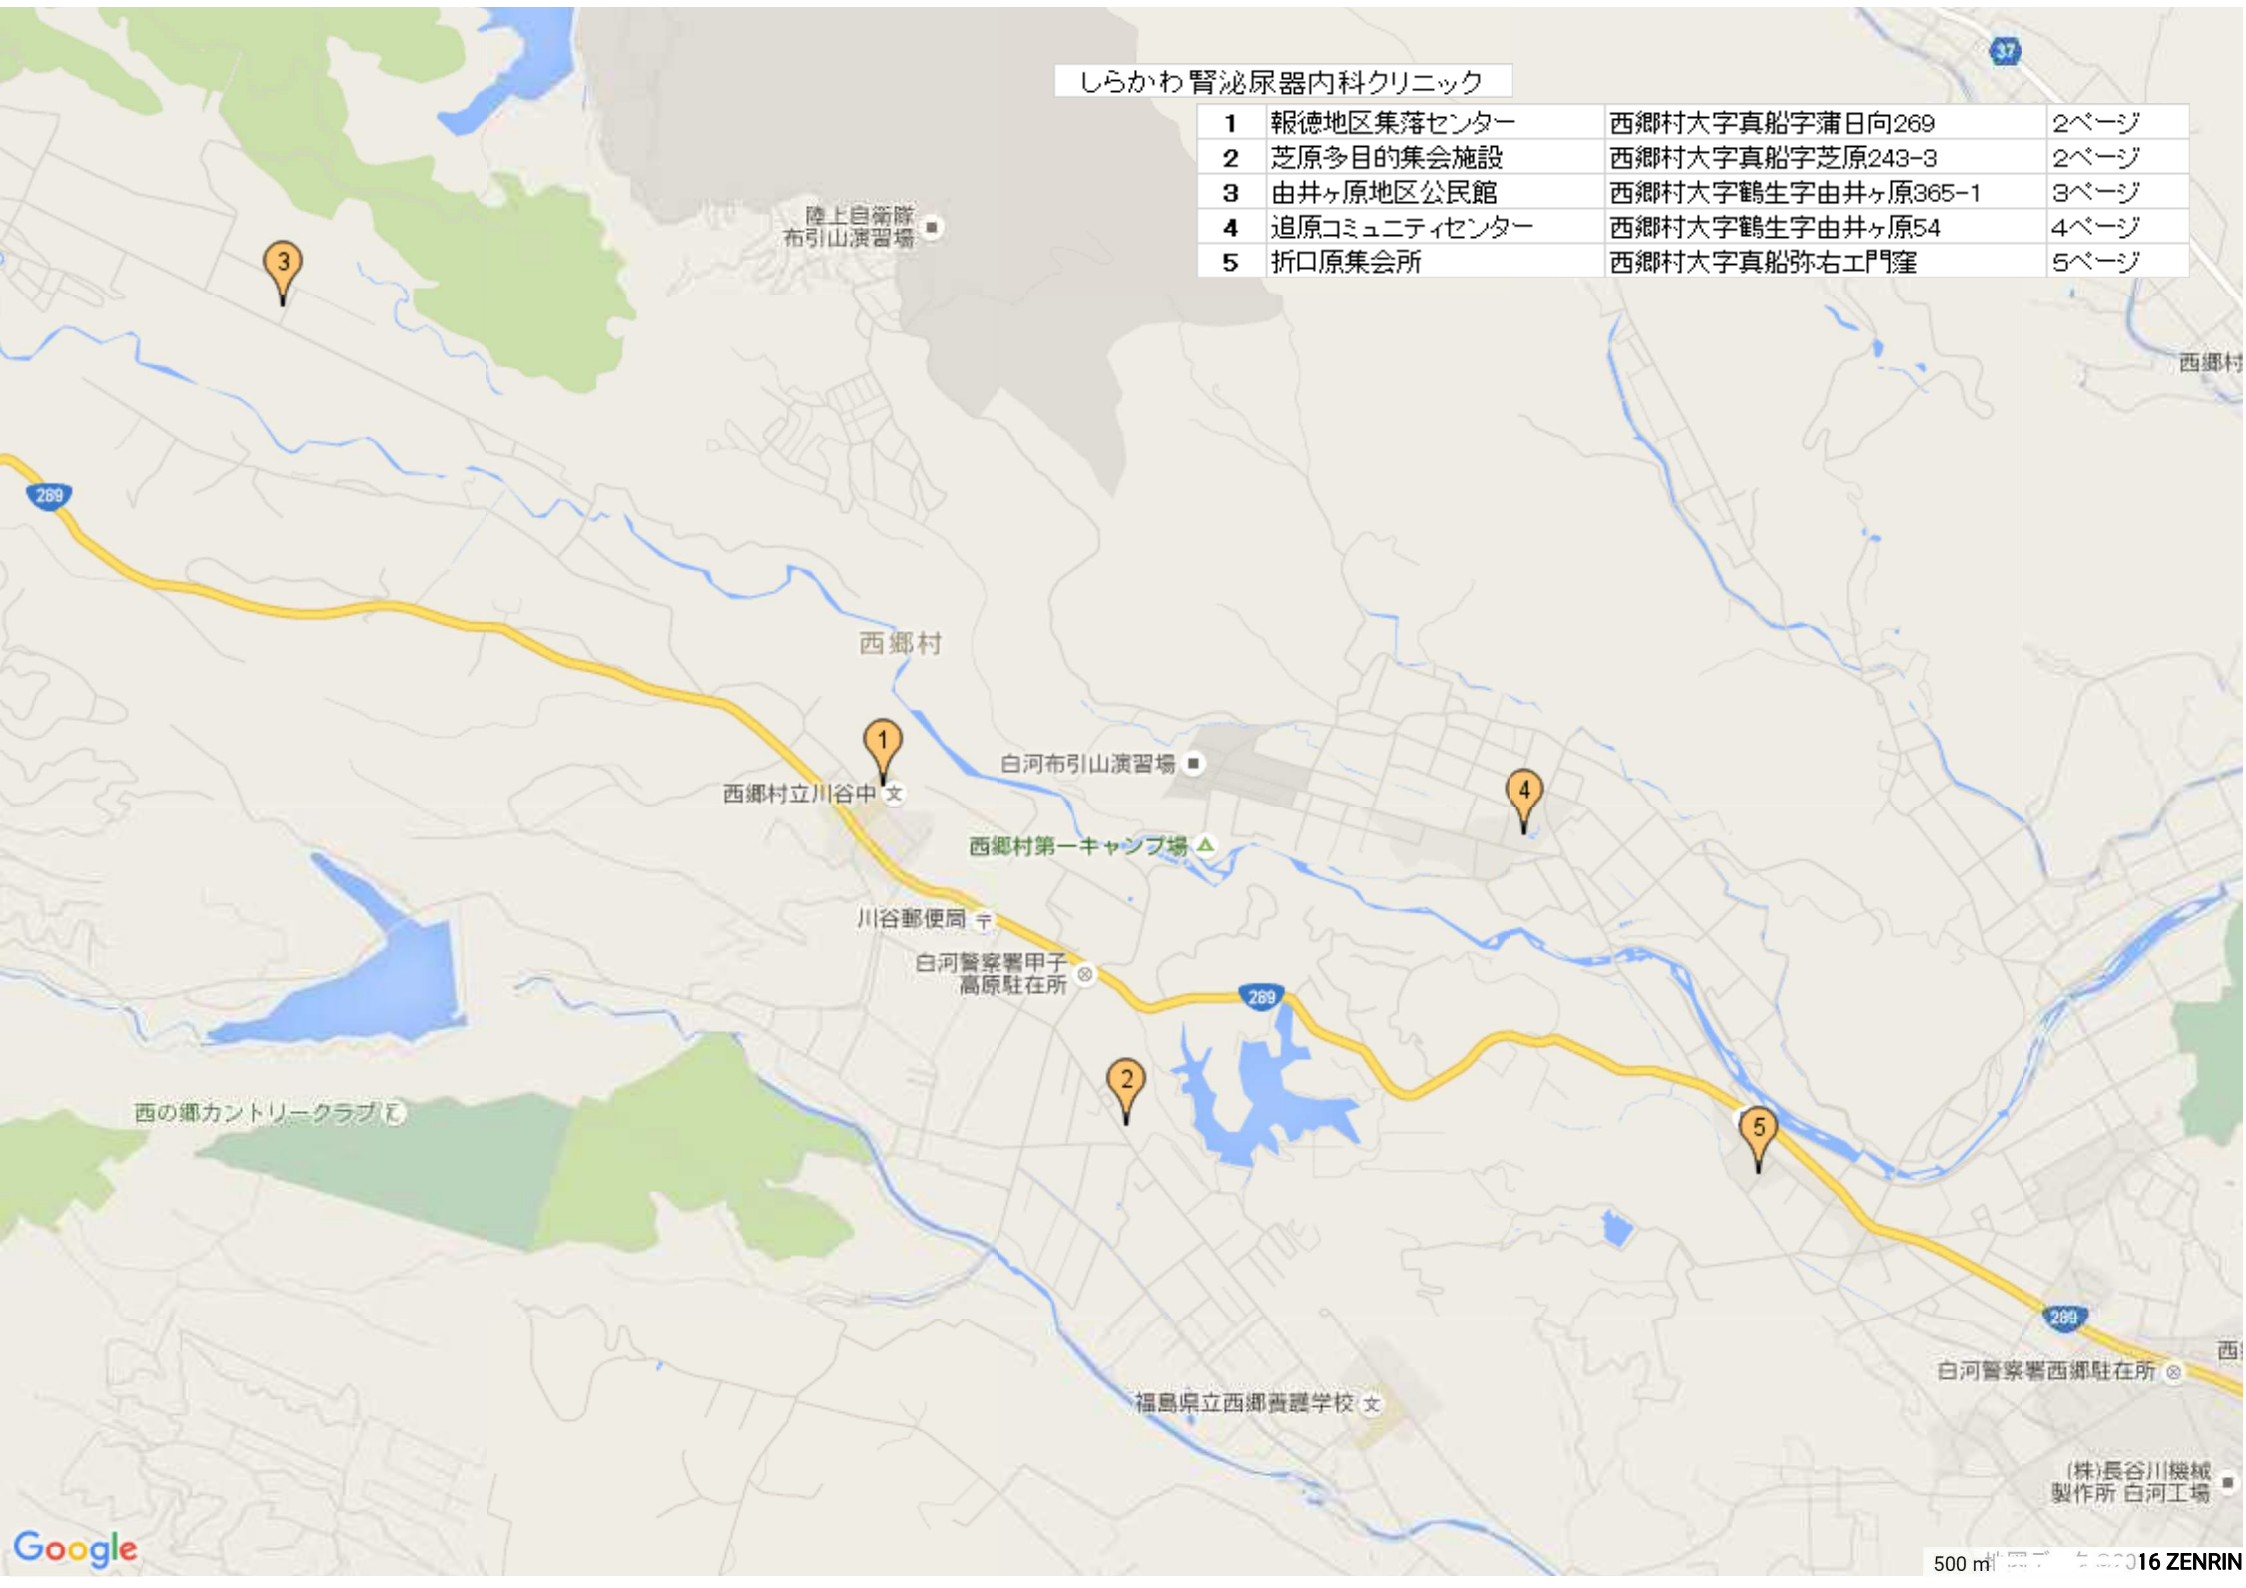 37
しらかわ腎泌尿器内科クリニック
1 報徳地区集落センター 西郷村大字真船字蒲日向269 2ページ
2 芝原多目的集会施設 西郷村大字真船字芝原243-3 2ページ
3 由井ヶ原地区公民館 西郷村大字鶴生字由井ヶ原365-1 3ページ
4 追原コミュニティセンター 西郷村大字鶴生字由井ヶ原54 4ページ
5 折口原集会所 西郷村大字真船弥右エ門窪 5ページ
陸上自衛隊
布引山演習場
3
西郷村
289
西郷村
1
白河布引山演習場
西郷村立川谷中
文
4
西郷村第一キャンプ場
川谷郵便局
白河警察署甲子
高原駐在所
289
2
西の郷カントリークラブ
5
289
西
白河警察署西郷駐在所
福島県立西郷養護学校
文
(株)長谷川機械
製作所 白河工場
Google
500 m
16 ZENRIN